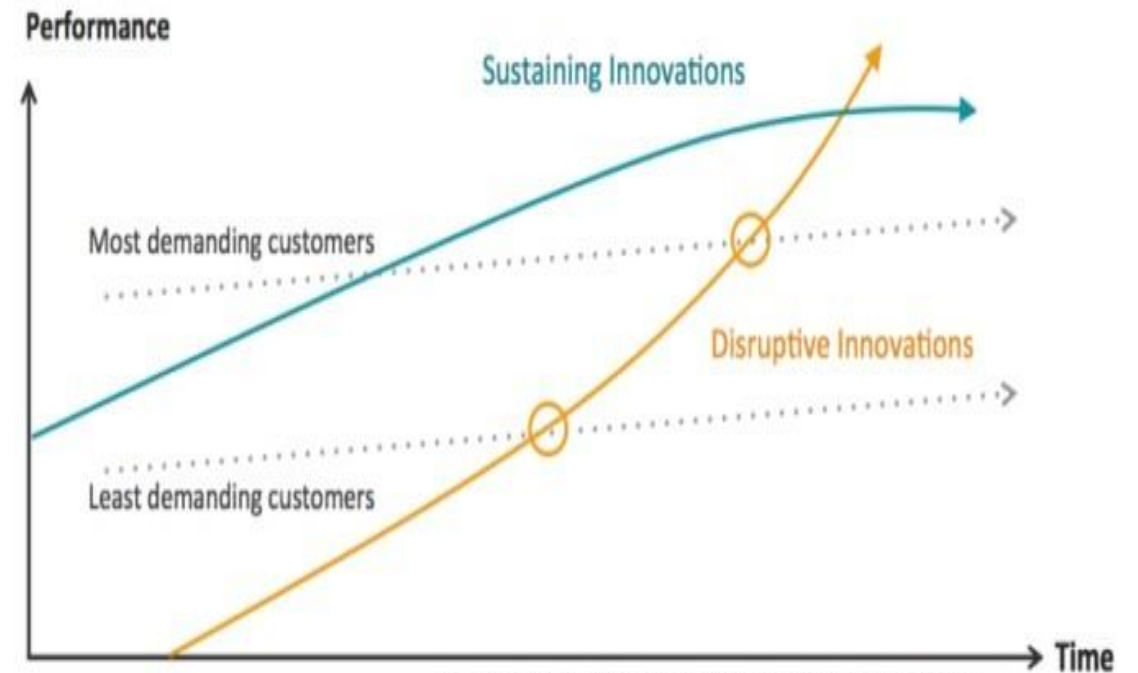 Performance
Sustaining Innovations
Most demanding customers
Disruptive Innovations
Least demanding customers
Time